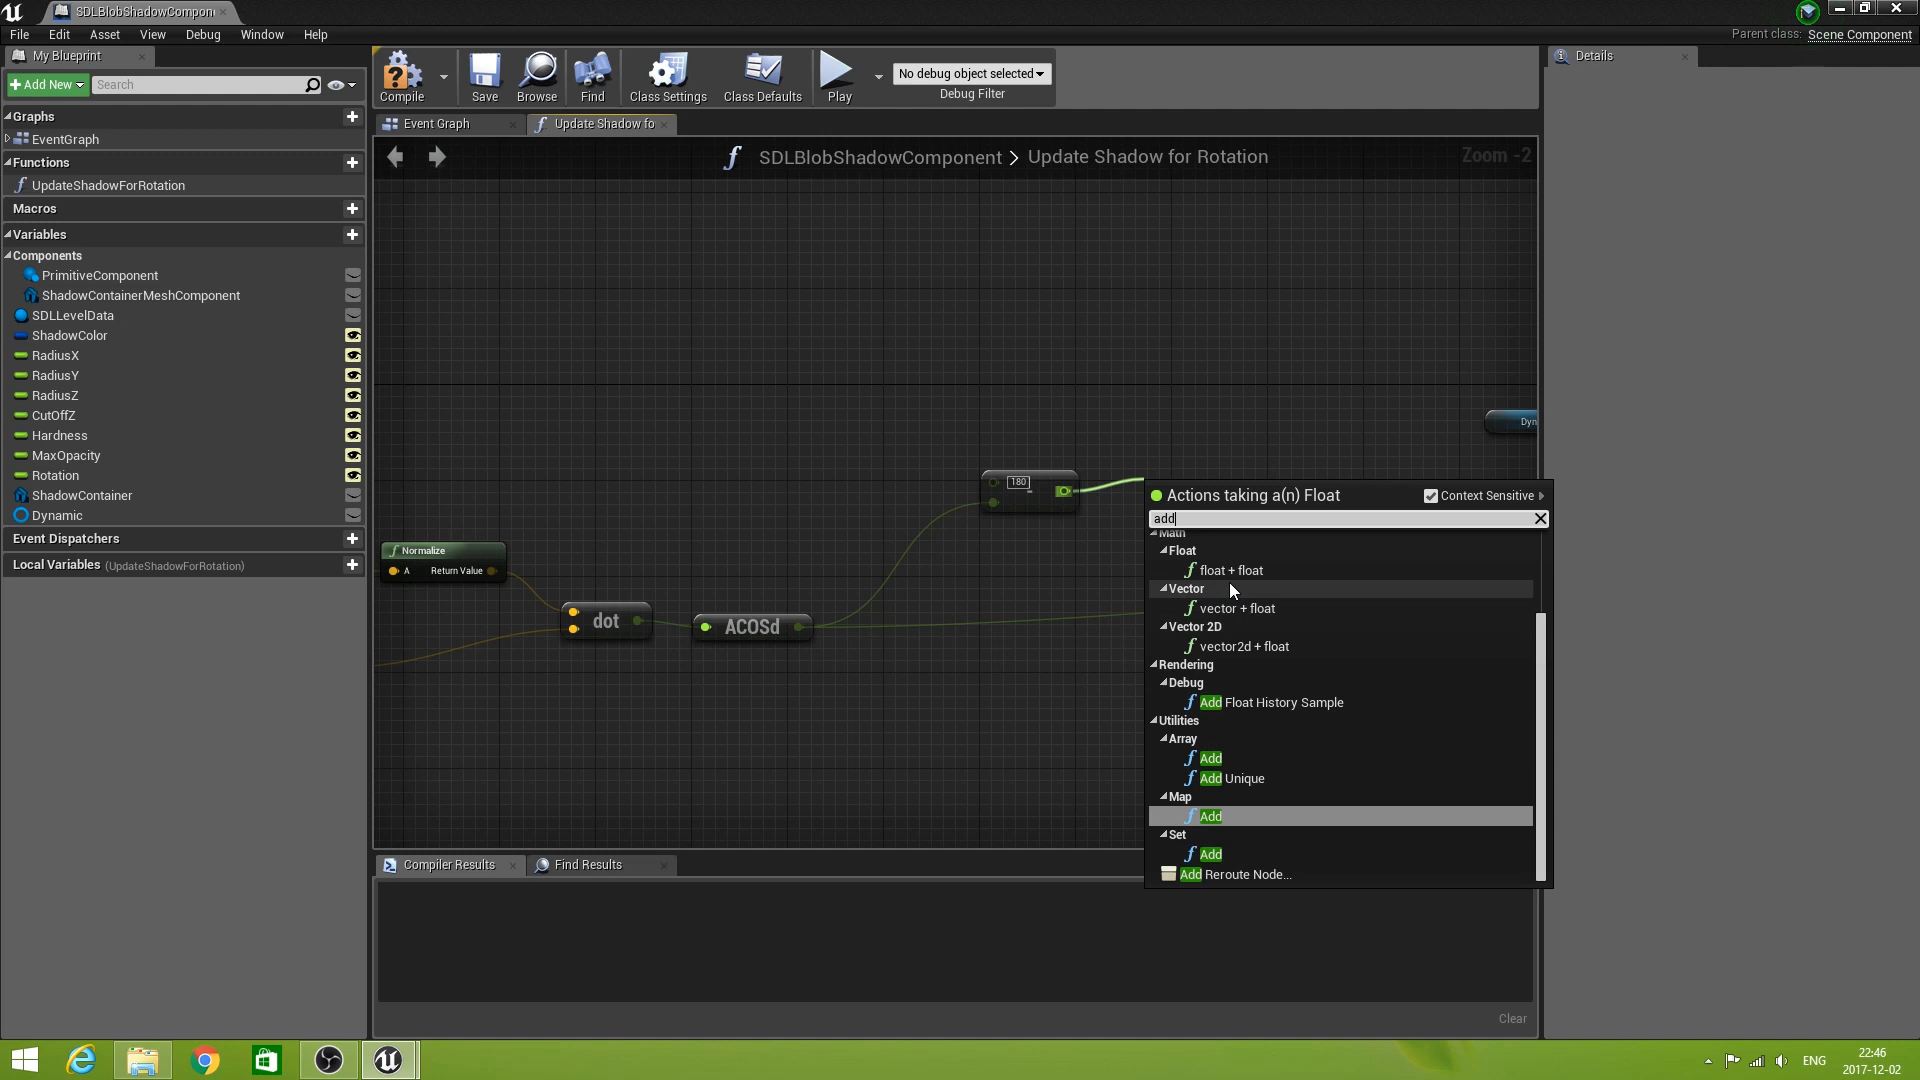 SDLBlobShadowComponen
File Edit Asset View Debug Window Help
Parent class: Scene Component
My Blueprint
Add New
Search
Graphs
EventGraph
Functions
UpdateShadowForRotation
Macros
Variables
Components
PrimitiveComponent
ShadowContainerMeshComponent
SDLLevelData
ShadowColor
RadiusX
RadiusY
RadiusZ
CutOffZ
Hardness
MaxOpacity
Rotation
ShadowContainer
Dynamic
Event Dispatchers
Local Variables (UpdateShadowForRotation)
Compile
Save
Browse
Find
Class Settings
Class Defaults
Play
No debug object selected
Debug Filter
Event Graph
Update Shadow fo
SDLBlobShadowComponent > Update Shadow for Rotation
Zoom -2
Dyn
180
-
Normalize
A Return Value
dot
ACOSd
Actions taking a(n) Float
Context Sensitive
add
Math
Float
float + float
Vector
vector + float
Vector 2D
vector2d + float
Rendering
Debug
Add Float History Sample
Utilities
Array
Add
Add Unique
Map
Add
Set
Add
Add Reroute Node...
Compiler Results
Find Results
Clear
Details
ENG
22:46
2017-12-02